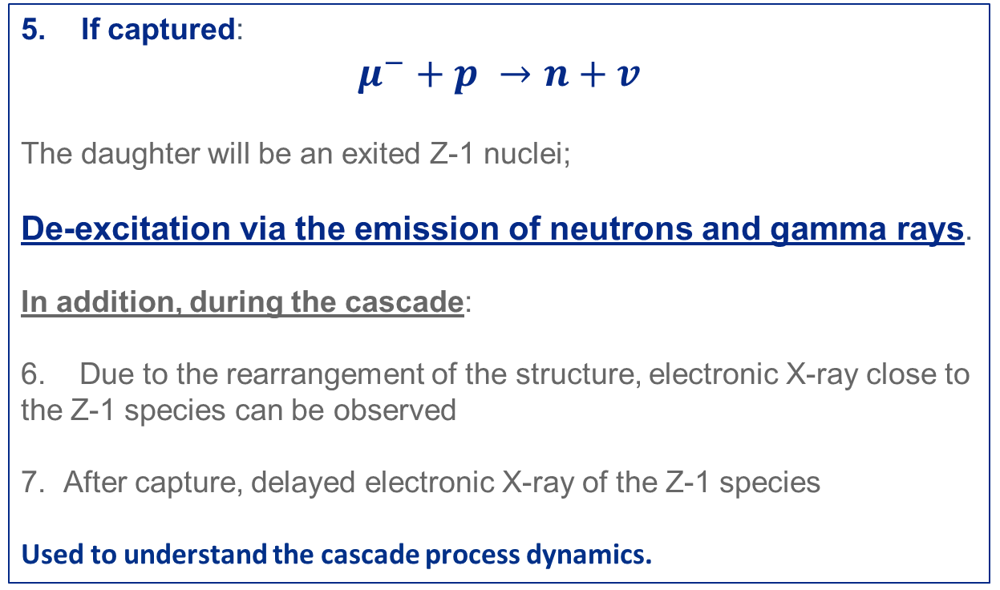 5. If captured:
μ⁻ + p → n + ν
The daughter will be an exited Z-1 nuclei;
De-excitation via the emission of neutrons and gamma rays.
In addition, during the cascade:
6. Due to the rearrangement of the structure, electronic X-ray close to
the Z-1 species can be observed
7. After capture, delayed electronic X-ray of the Z-1 species
Used to understand the cascade process dynamics.